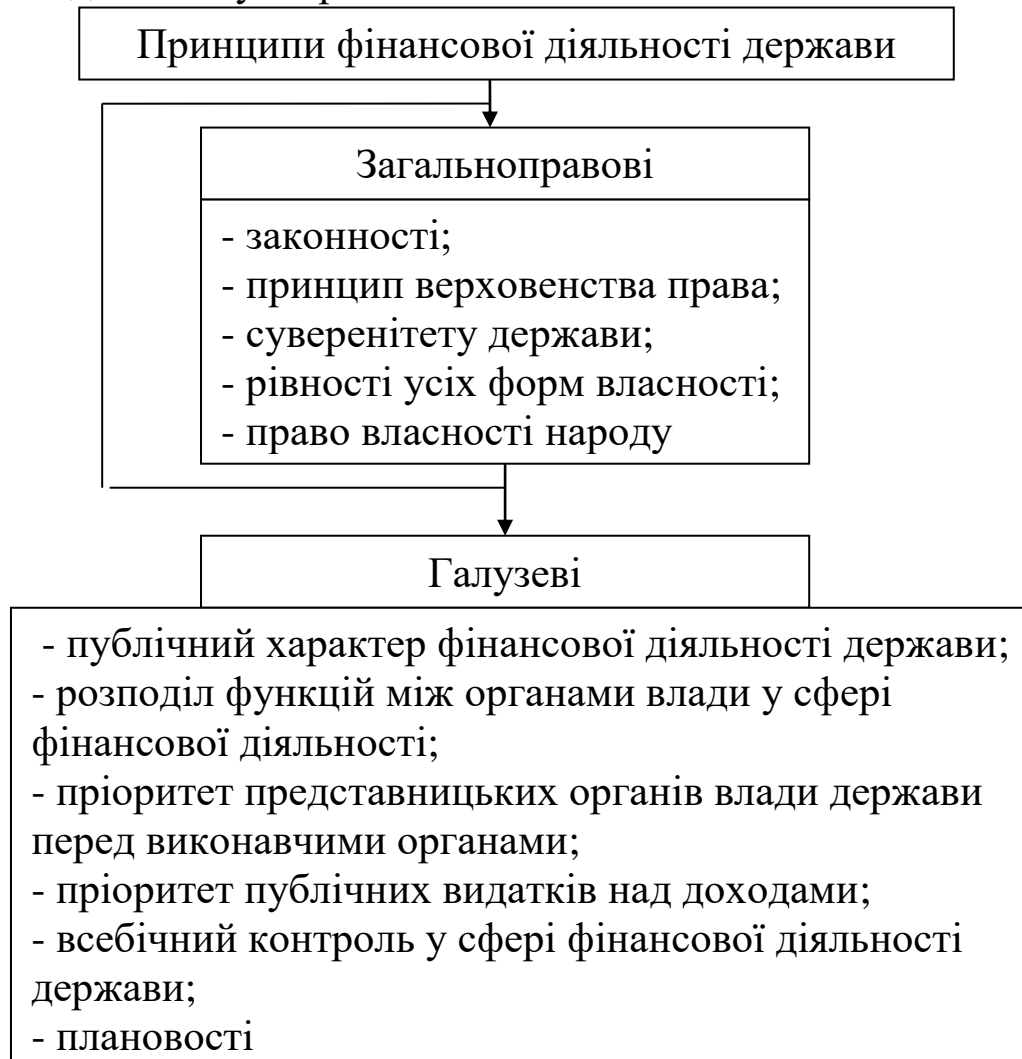 Принципи фінансової діяльності держави
Загальноправові
- законності;
- принцип верховенства права;
- суверенітету держави;
- рівності усіх форм власності;
- право власності народу
Галузеві
- публічний характер фінансової діяльності держави;
- розподіл функцій між органами влади у сфері
фінансової діяльності;
- пріоритет представницьких органів влади держави
перед виконавчими органами;
- пріоритет публічних видатків над доходами;
- всебічний контроль у сфері фінансової діяльності
держави;
- плановості